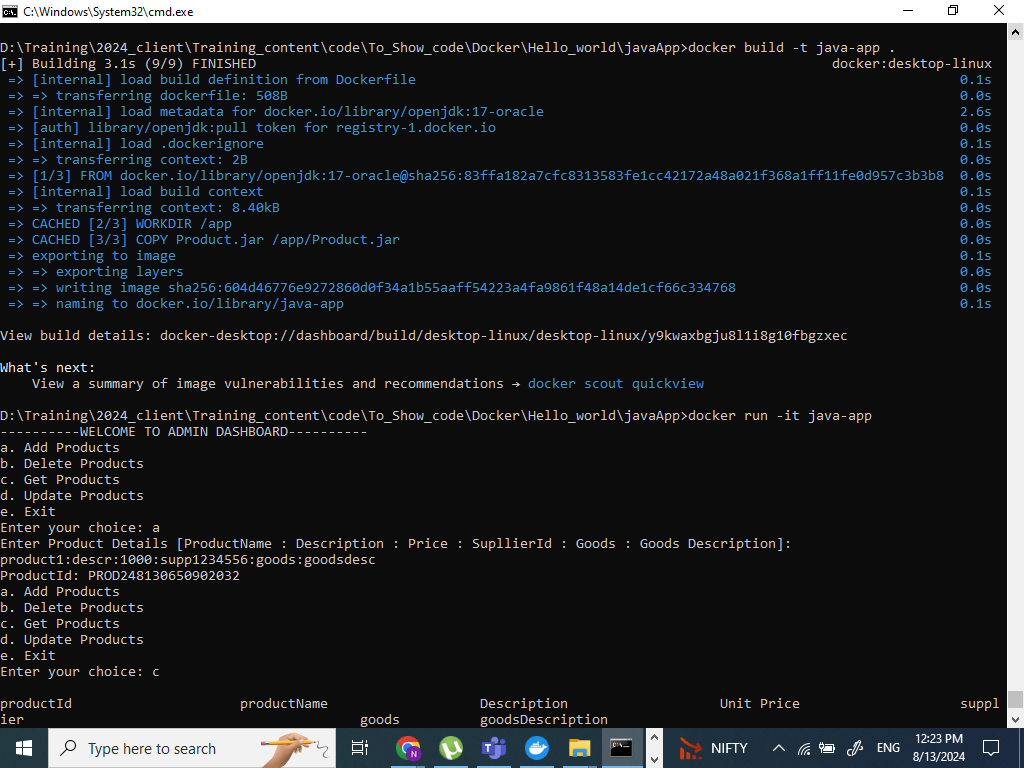 C:\Windows\System32\cmd.exe
D:\Training\2024_client\Training_content\code\To_Show_code\Docker\Hello_world\javaApp>docker build -t java-app .
[+] Building 3.1s (9/9) FINISHED docker:desktop-linux
=> [internal] load build definition from Dockerfile 0.1s
=> => transferring dockerfile: 508B 0.0s
=> [internal] load metadata for docker.io/library/openjdk:17-oracle 2.6s
=> [auth] library/openjdk:pull token for registry-1.docker.io 0.0s
=> [internal] load .dockerignore 0.1s
=> => transferring context: 2B 0.0s
=> [1/3] FROM docker.io/library/openjdk:17-oracle@sha256:83ffa182a7cfc8313583fe1cc42172a48a021f368a1ff11fe0d957c3b3b8 0.0s
=> [internal] load build context 0.1s
=> => transferring context: 8.40kB 0.0s
=> CACHED [2/3] WORKDIR /app 0.0s
=> CACHED [3/3] COPY Product.jar /app/Product.jar 0.0s
=> exporting to image 0.1s
=> => exporting layers 0.0s
=> => writing image sha256:604d46776e9272860d0f34a1b55aaff54223a4fa9861f48a14de1cf66c334768 0.0s
=> => naming to docker.io/library/java-app 0.1s
View build details: docker-desktop://dashboard/build/desktop-linux/desktop-linux/y9kwaxbgju8l1i8g10fbgzxec
What's next:
View a summary of image vulnerabilities and recommendations → docker scout quickview
D:\Training\2024_client\Training_content\code\To_Show_code\Docker\Hello_world\javaApp>docker run -it java-app
----------WELCOME TO ADMIN DASHBOARD----------
a. Add Products
b. Delete Products
c. Get Products
d. Update Products
e. Exit
Enter your choice: a
Enter Product Details [ProductName : Description : Price : SupllierId : Goods : Goods Description]:
product1:descr:1000:supp1234556:goods:goodsdesc
ProductId: PROD248130650902032
a. Add Products
b. Delete Products
c. Get Products
d. Update Products
e. Exit
Enter your choice: c
productId productName Description Unit Price suppl
ier goods goodsDescription
Type here to search
N
NIFTY
ENG
12:23 PM
8/13/2024